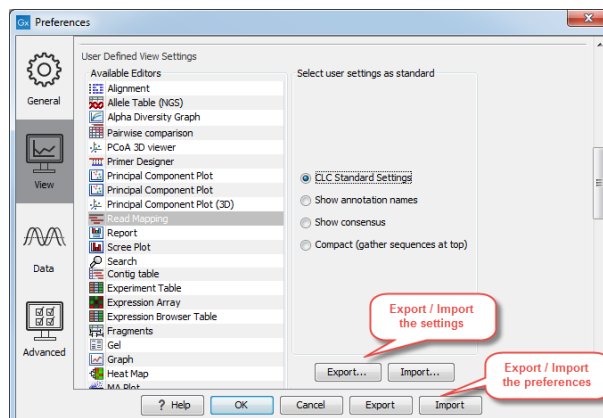 Gx Preferences
General
View
Data
Advanced
User Defined View Settings
Available Editors
Alignment
Allele Table (NGS)
Alpha Diversity Graph
Pairwise comparison
PCoA 3D viewer
Primer Designer
Principal Component Plot
Principal Component Plot
Principal Component Plot (3D)
Read Mapping
Report
Scree Plot
Search
Contig table
Experiment Table
Expression Array
Expression Browser Table
Fragments
Gel
Graph
Heat Map
MA Plot
Select user settings as standard
CLC Standard Settings
Show annotation names
Show consensus
Compact (gather sequences at top)
Export / Import
the settings
Export... Import...
Export / Import
the preferences
? Help OK Cancel Export Import